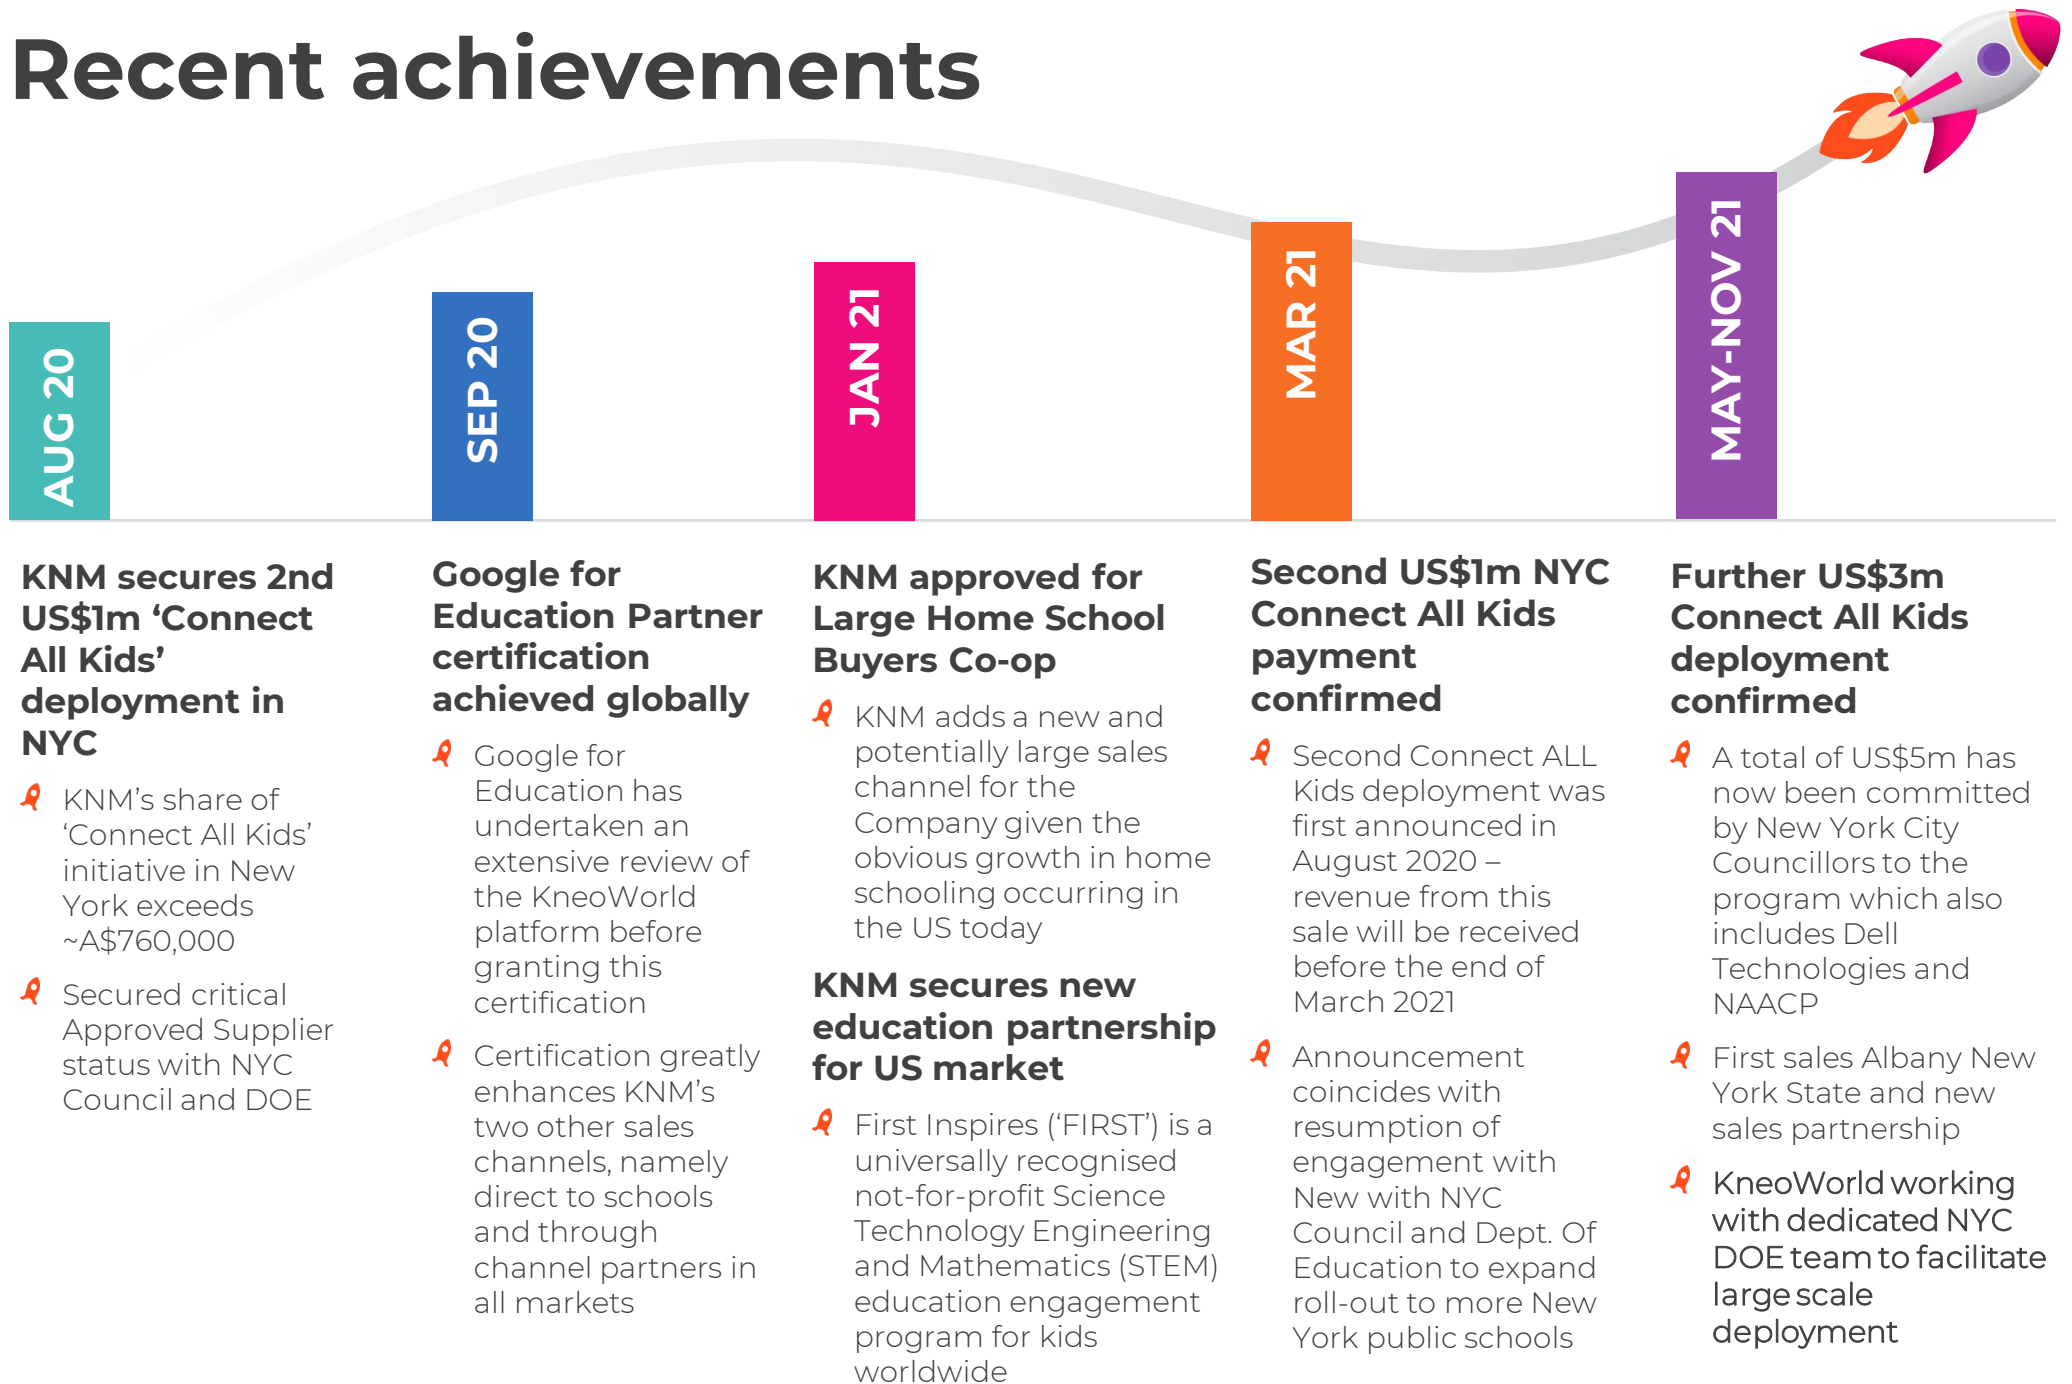 Recent achievements
AUG 20
KNM secures 2nd
US$1m ‘Connect
All Kids’
deployment in
NYC
KNM’s share of
‘Connect All Kids’
initiative in New
York exceeds
~A$760,000
Secured critical
Approved Supplier
status with NYC
Council and DOE
SEP 20
Google for
Education Partner
certification
achieved globally
Google for
Education has
undertaken an
extensive review of
the KneoWorld
platform before
granting this
certification
Certification greatly
enhances KNM’s
two other sales
channels, namely
direct to schools
and through
channel partners in
all markets
JAN 21
KNM approved for
Large Home School
Buyers Co-op
KNM adds a new and
potentially large sales
channel for the
Company given the
obvious growth in home
schooling occurring in
the US today
KNM secures new
education partnership
for US market
First Inspires (‘FIRST’) is a
universally recognised
not-for-profit Science
Technology Engineering
and Mathematics (STEM)
education engagement
program for kids
worldwide
MAR 21
Second US$1m NYC
Connect All Kids
payment
confirmed
Second Connect ALL
Kids deployment was
first announced in
August 2020 –
revenue from this
sale will be received
before the end of
March 2021
Announcement
coincides with
resumption of
engagement with
New with NYC
Council and Dept. Of
Education to expand
roll-out to more New
York public schools
MAY-NOV 21
Further US$3m
Connect All Kids
deployment
confirmed
A total of US$5m has
now been committed
by New York City
Councillors to the
program which also
includes Dell
Technologies and
NAACP
First sales Albany New
York State and new
sales partnership
KneoWorld working
with dedicated NYC
DOE team to facilitate
large scale
deployment